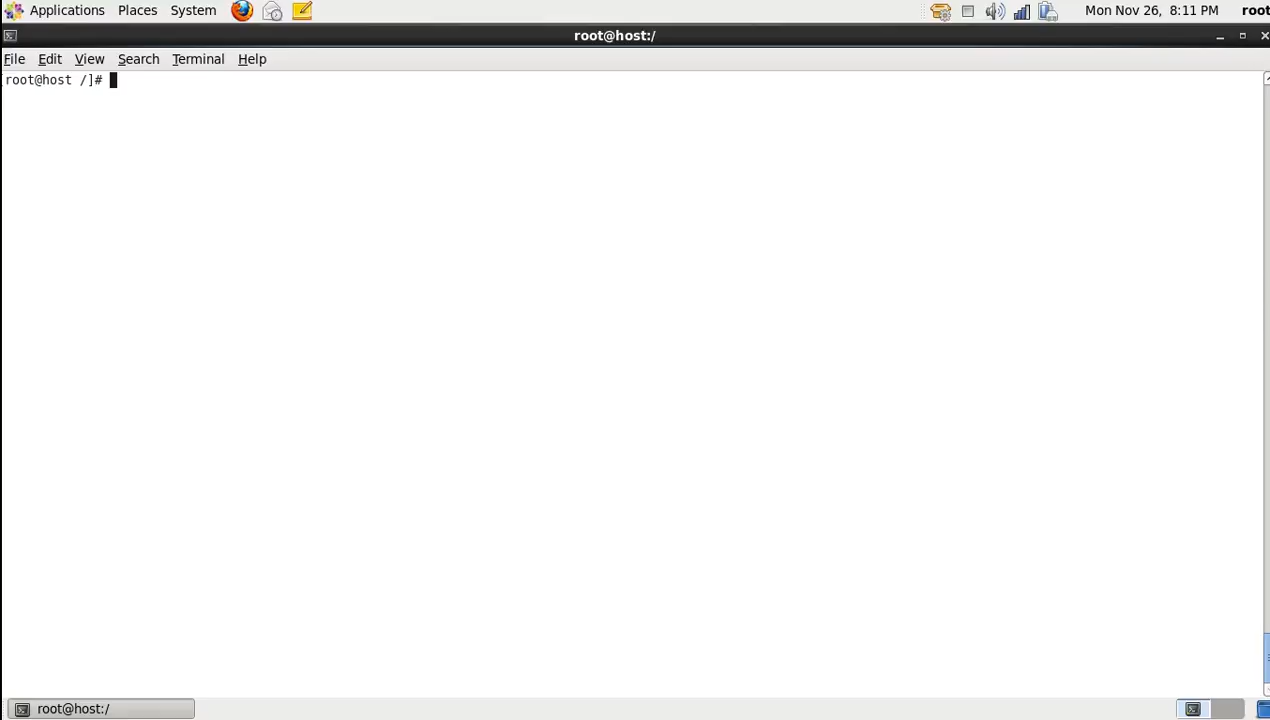 Applications Places System Mon Nov 26, 8:11 PM root
root@host:/
File Edit View Search Terminal Help
root@host /]#
root@host:/